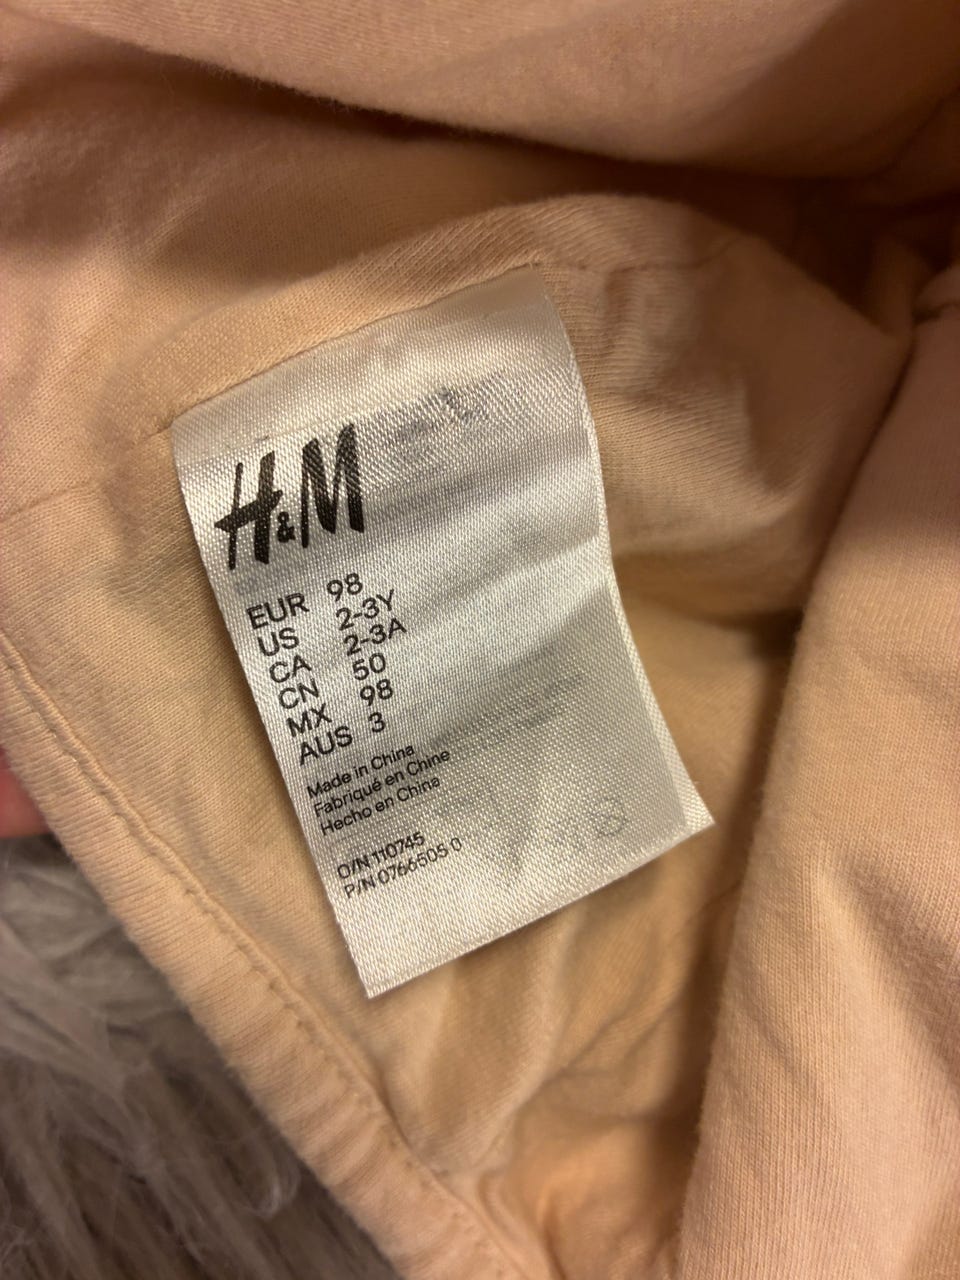 H&M
EUR 98
US 2-3Y
CA 2-3A
CN 50
MX 98
AUS 3
Made in China
Fabriqué en Chine
Hecho en China
O/N 110745
P/N 0766505 0